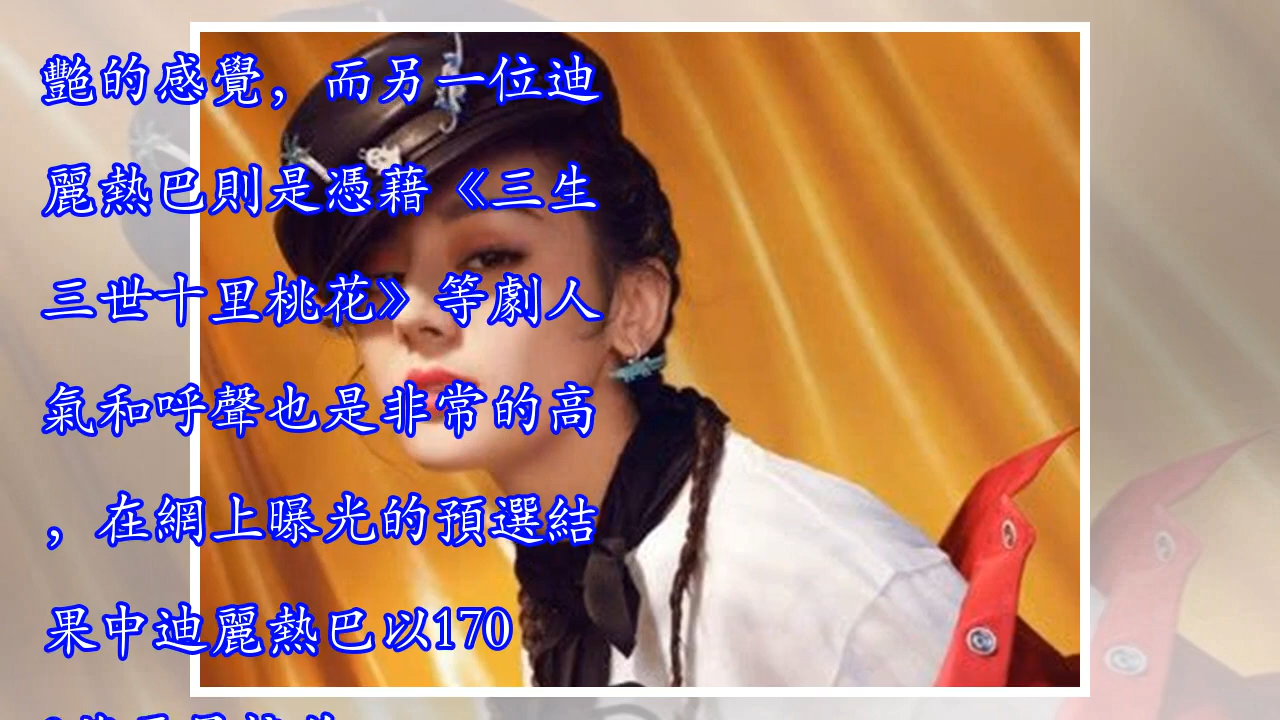 艷的感覺，而另一位迪
麗熱巴則是憑藉《三生
三世十里桃花》等劇人
氣和呼聲也是非常的高
，在網上曝光的預選結
果中迪麗熱巴以170